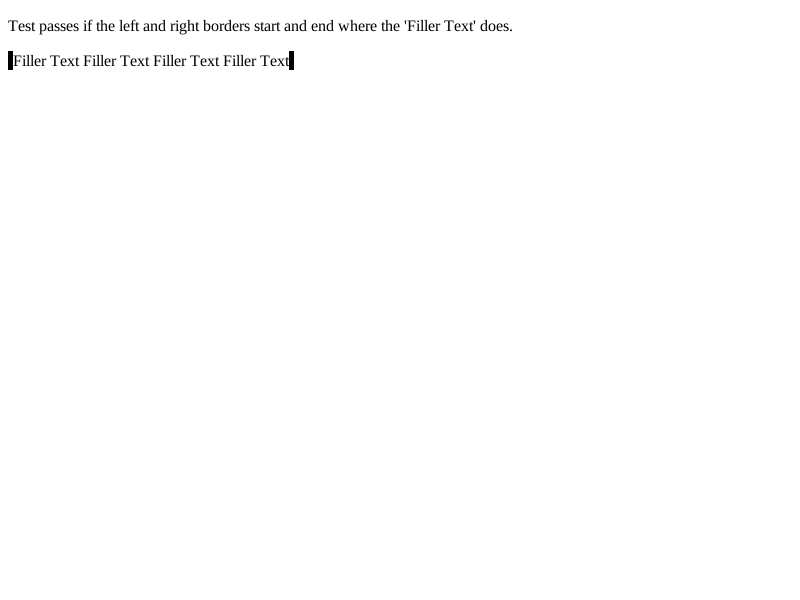 Test passes if the left and right borders start and end where the 'Filler Text' does.
Filler Text Filler Text Filler Text Filler Text